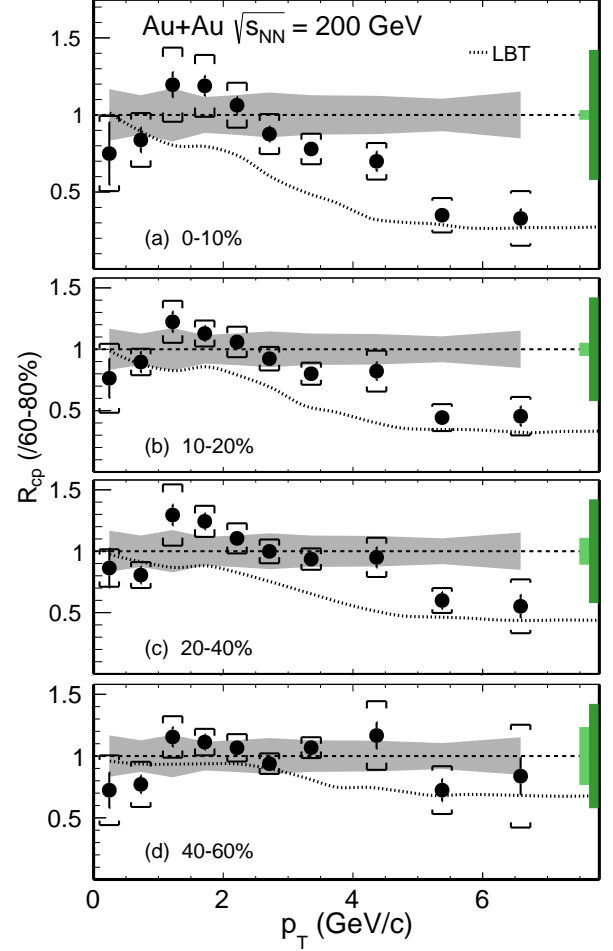 Au+Au √s_NN = 200 GeV
LBT
1.5
1
0.5
(a) 0-10%
1.5
1
0.5
(b) 10-20%
R_cp (/60-80%)
1.5
1
0.5
(c) 20-40%
1.5
1
0.5
(d) 40-60%
0 2 4 6
p_T (GeV/c)